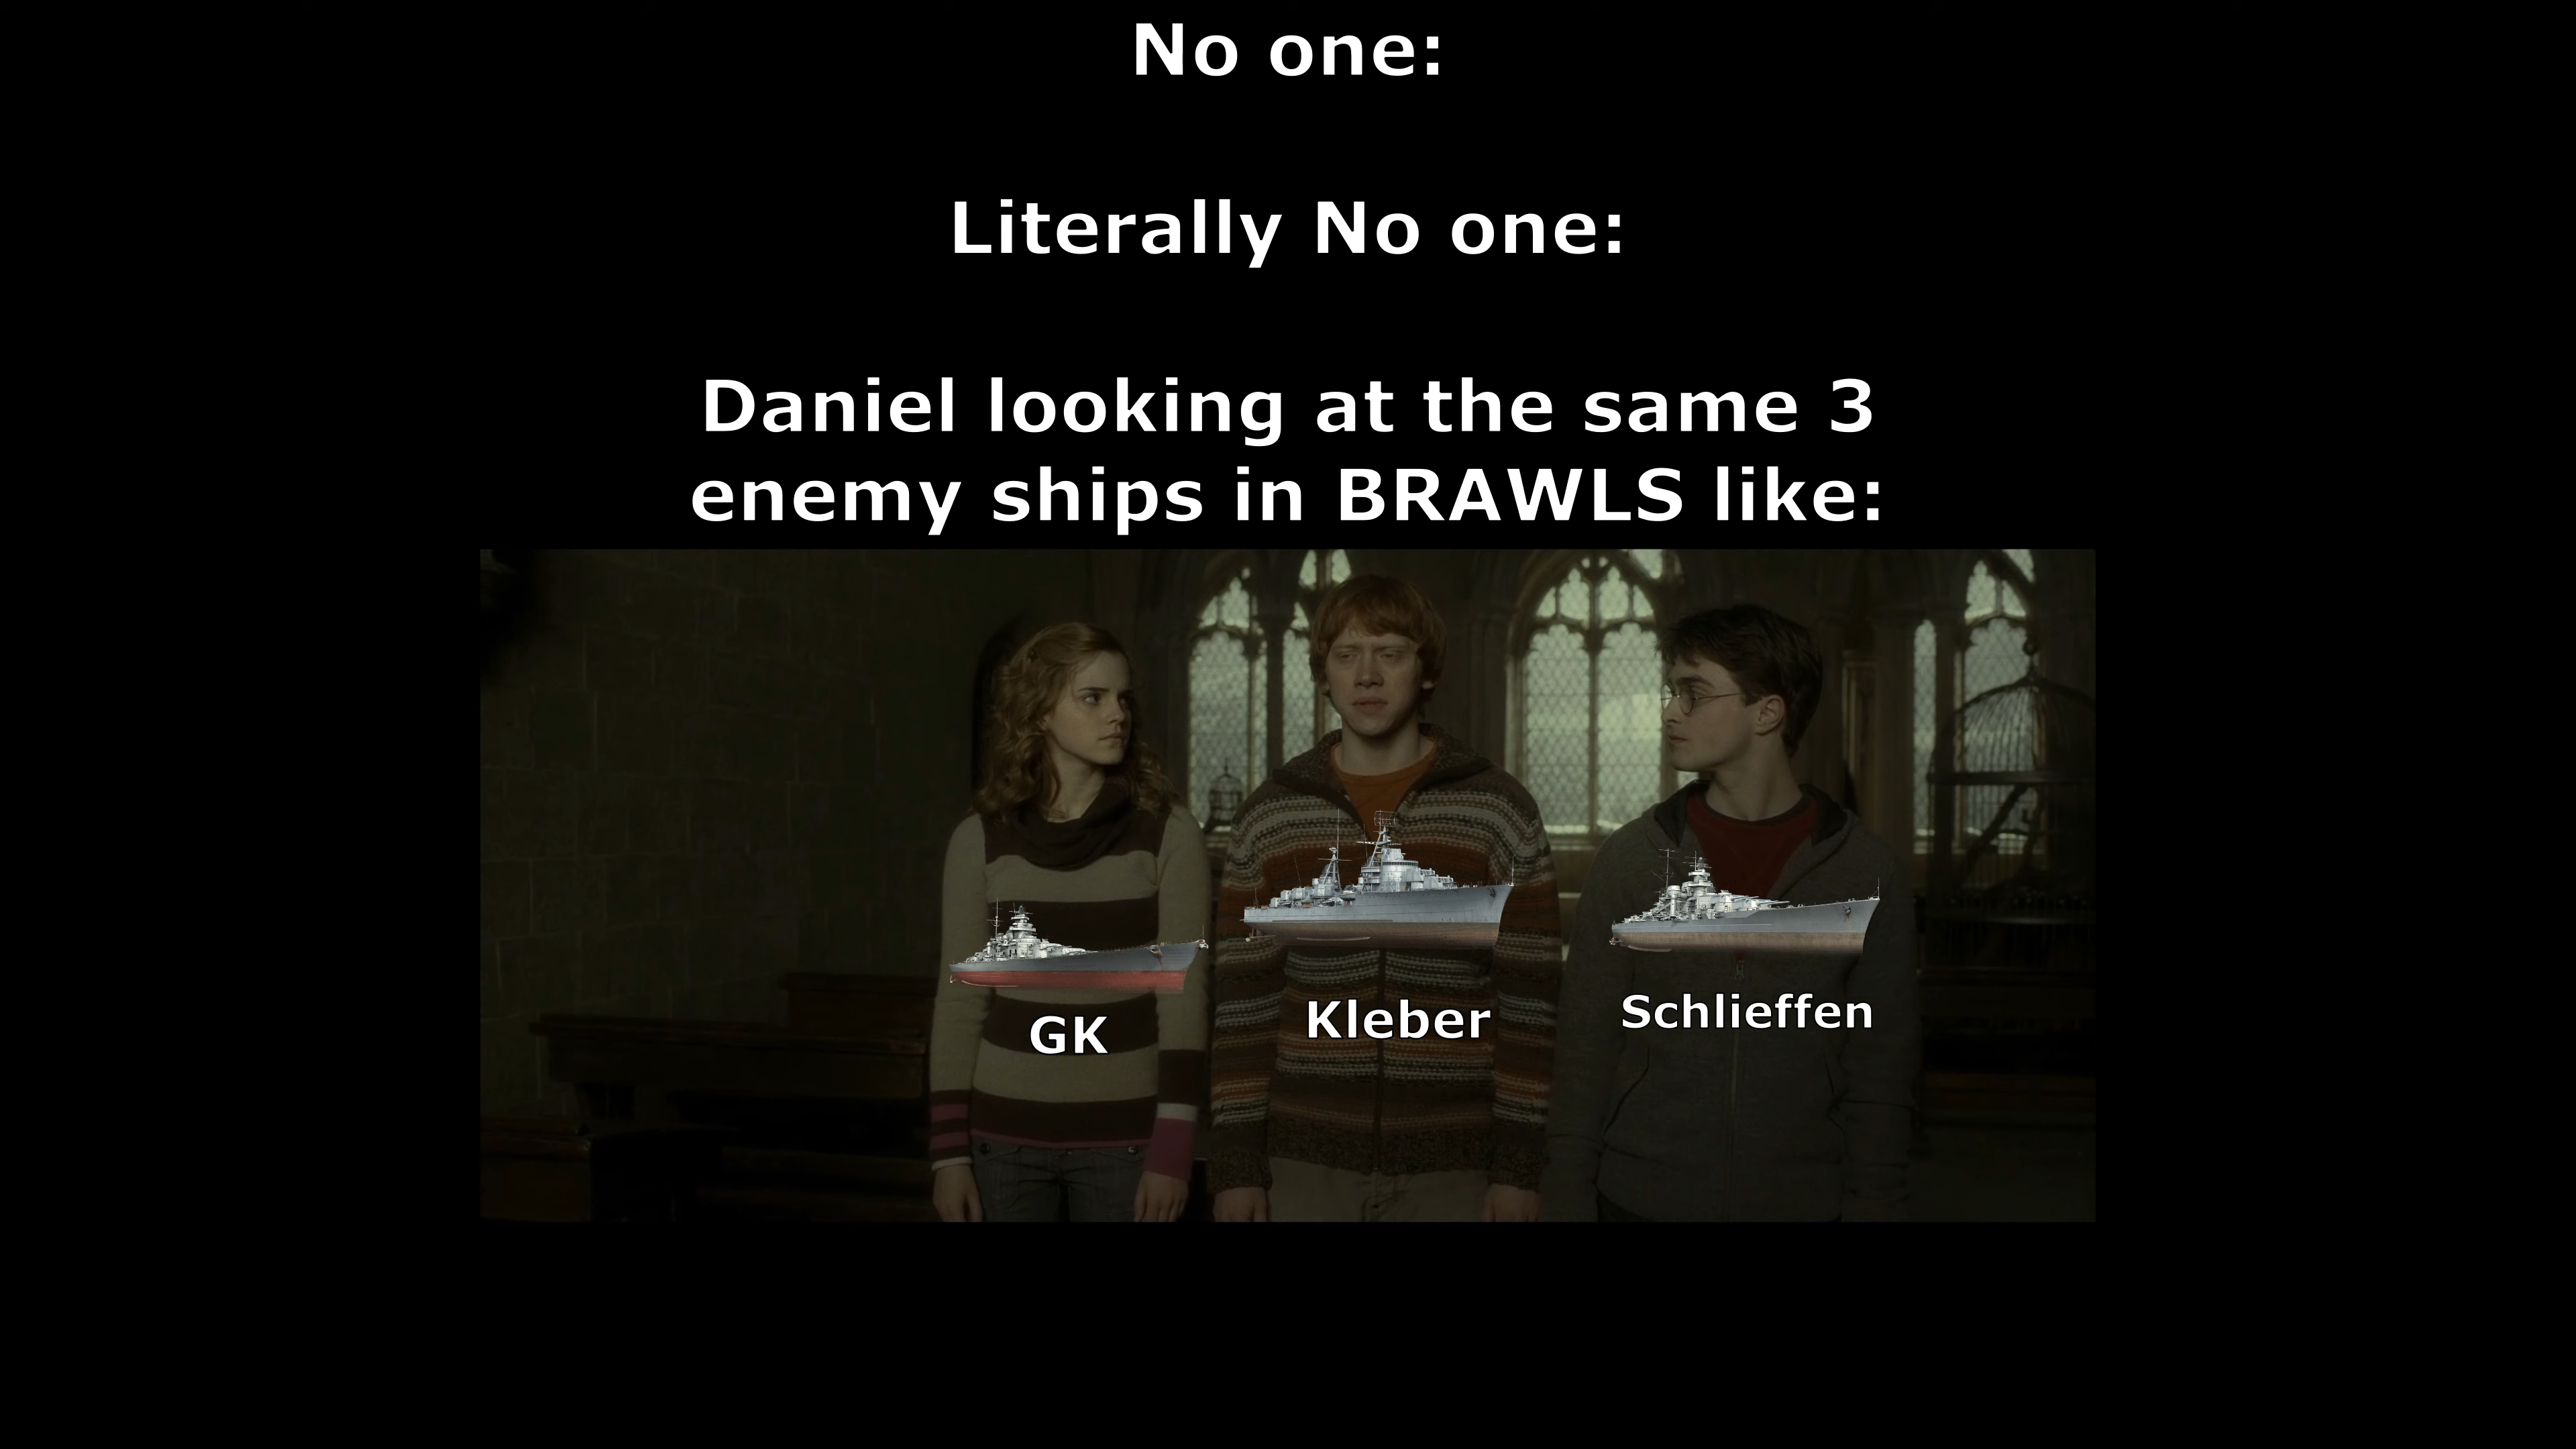 No one:
Literally No one:
Daniel looking at the same 3
enemy ships in BRAWLS like:
GK
Kleber
Schlieffen